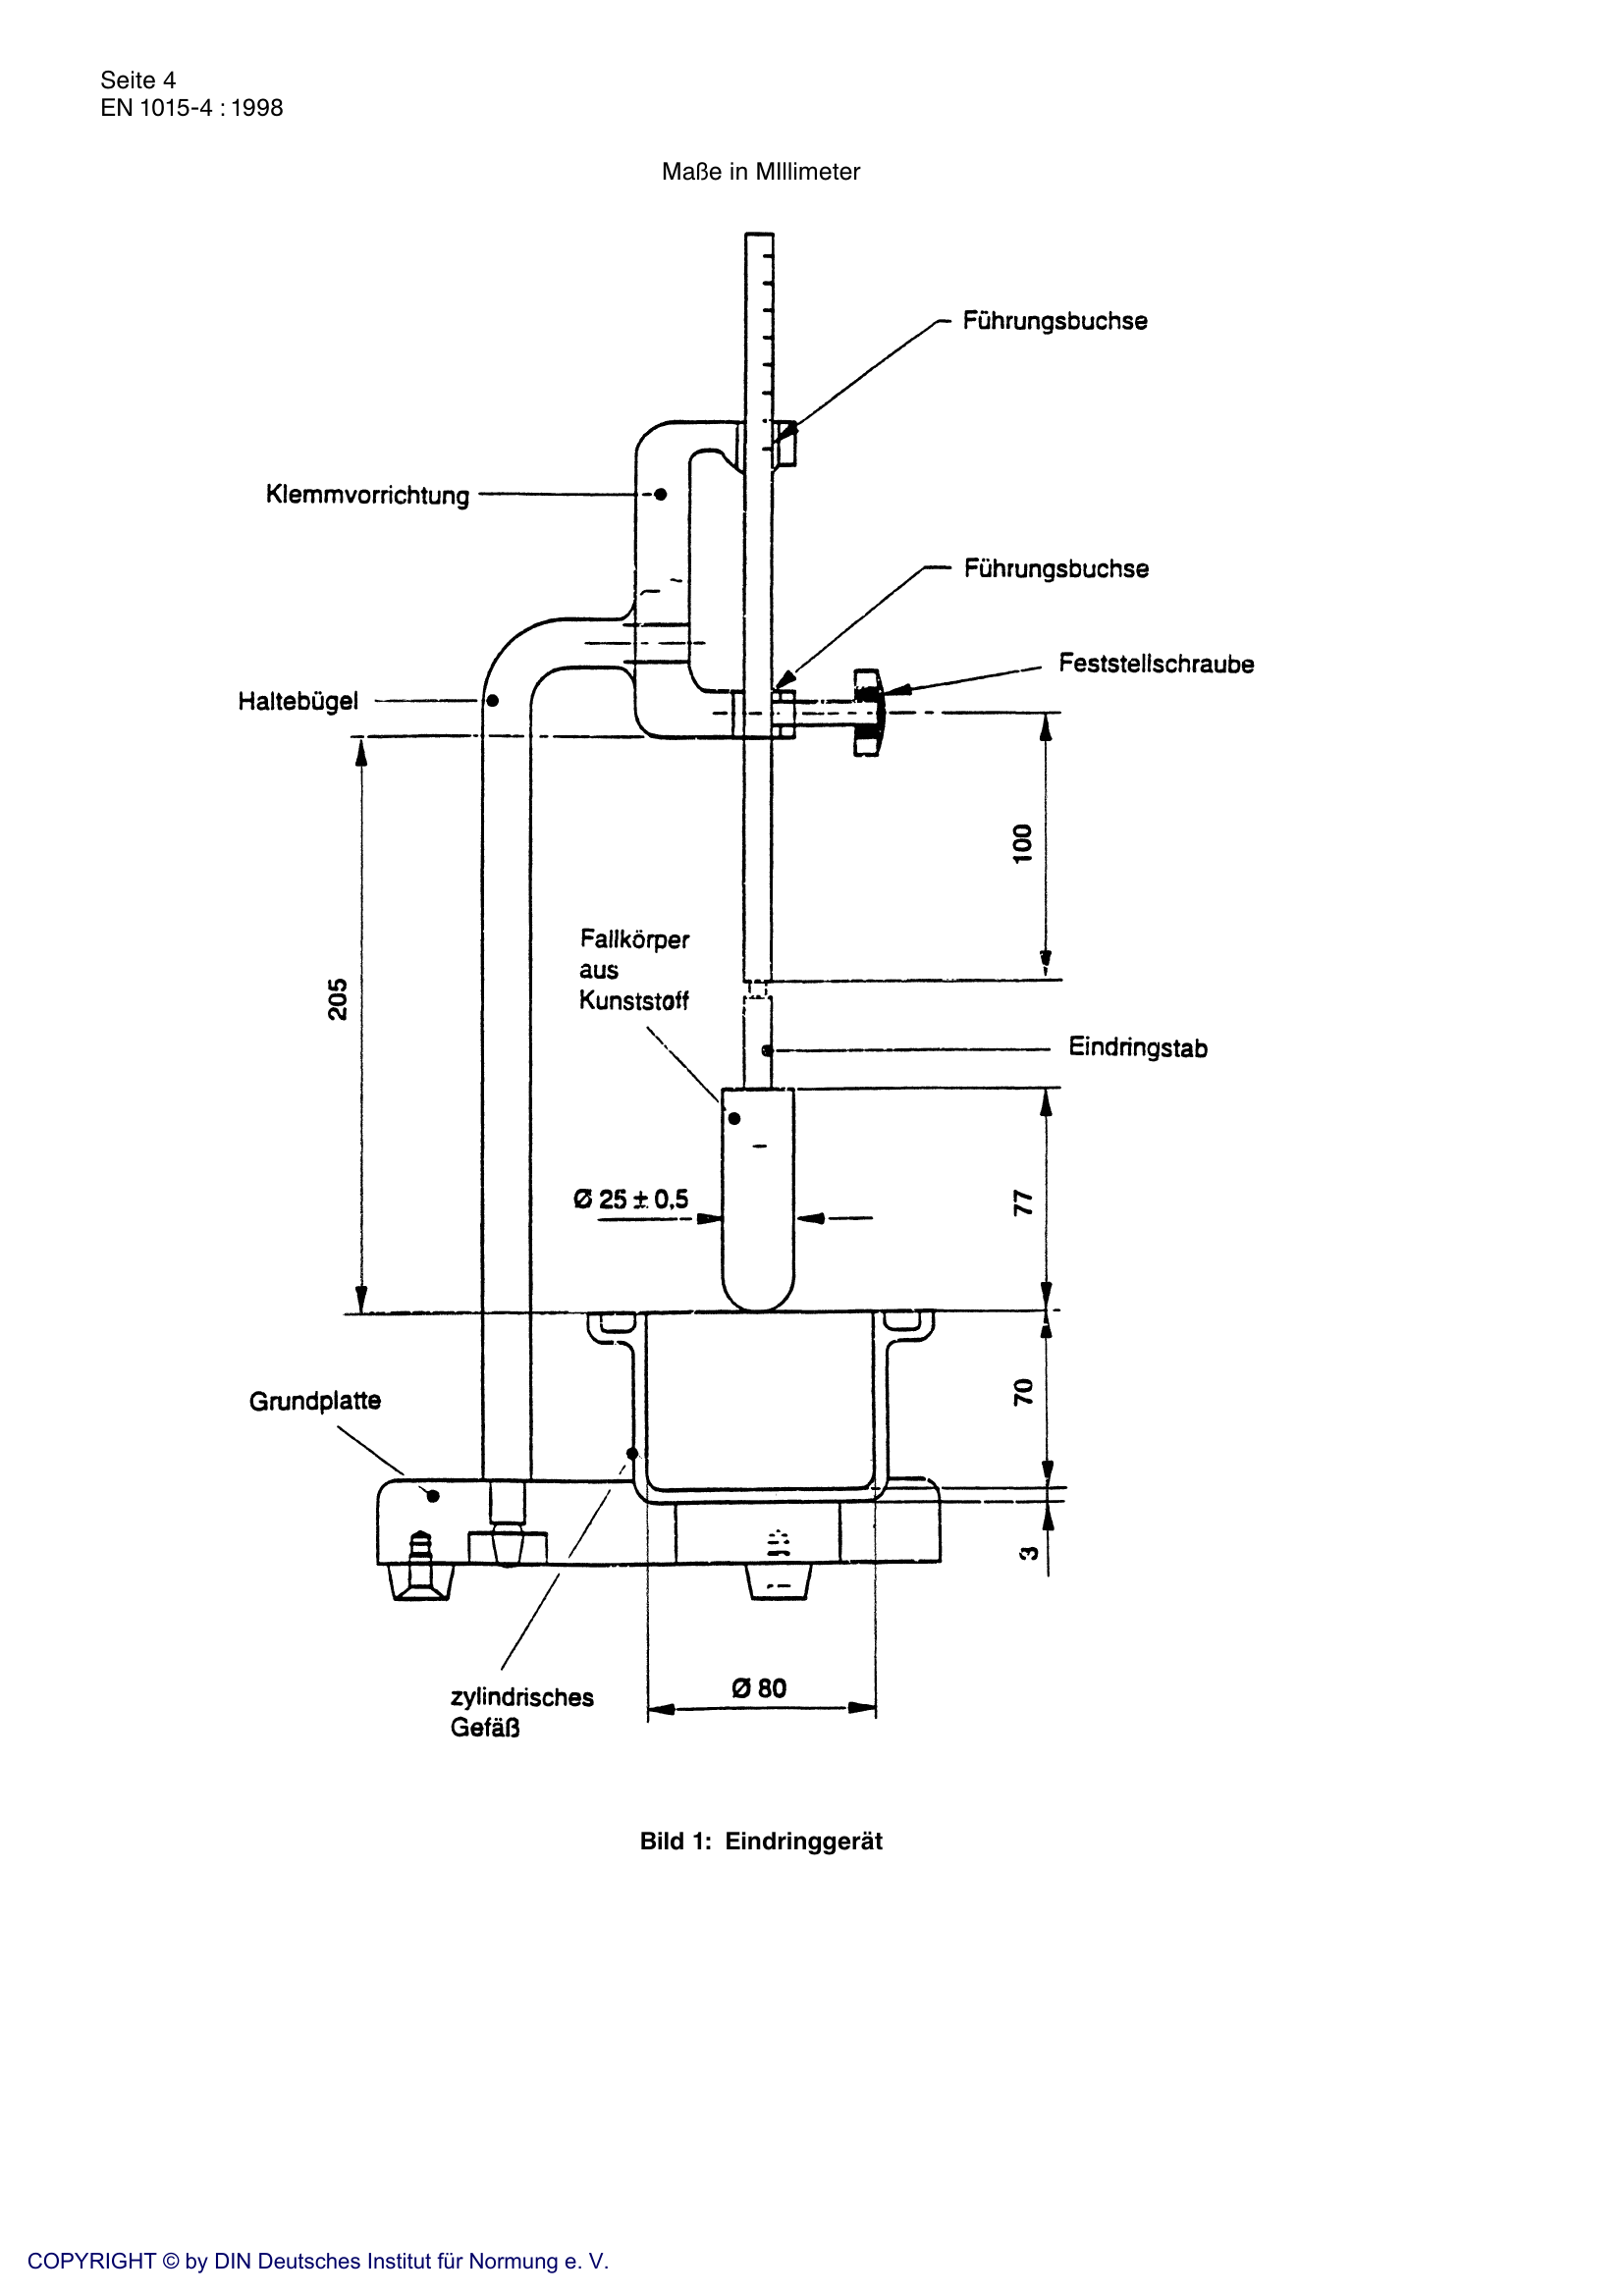 Seite 4
EN 1015-4 : 1998
Maße in MIllimeter
Führungsbuchse
Klemmvorrichtung
Führungsbuchse
Feststellschraube
Haltebügel
100
Fallkörper
aus
Kunststoff
205
Eindringstab
Ø 25 ± 0,5
77
70
Grundplatte
3
Ø 80
zylindrisches
Gefäß
Bild 1: Eindringgerät
COPYRIGHT © by DIN Deutsches Institut für Normung e. V.